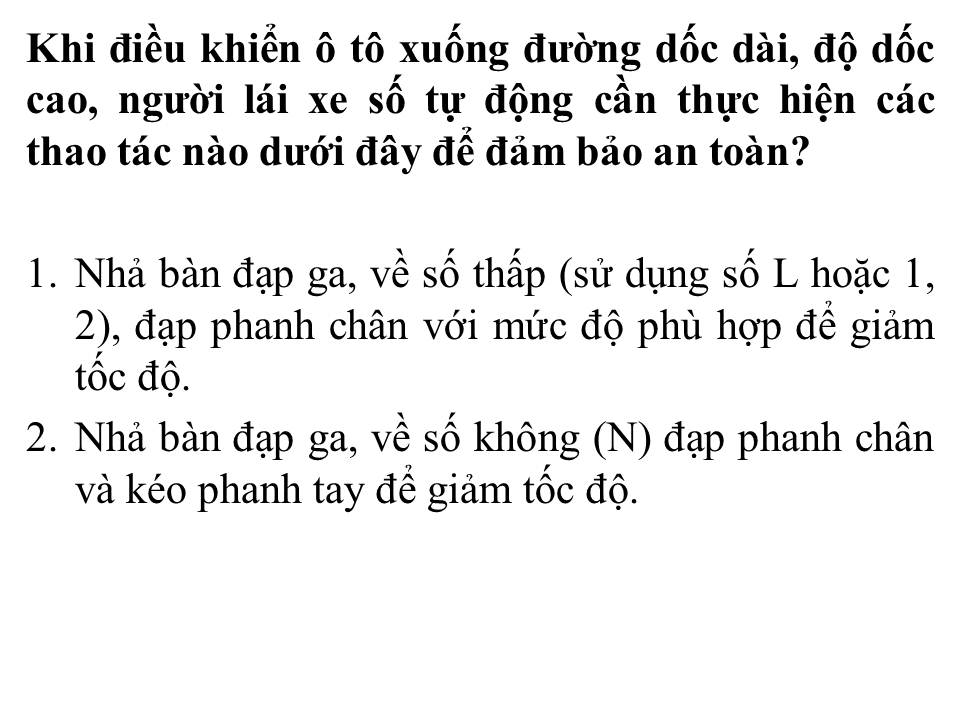 Khi điều khiển ô tô xuống đường dốc dài, độ dốc
cao, người lái xe số tự động cần thực hiện các
thao tác nào dưới đây để đảm bảo an toàn?
1. Nhả bàn đạp ga, về số thấp (sử dụng số L hoặc 1,
2), đạp phanh chân với mức độ phù hợp để giảm
tốc độ.
2. Nhả bàn đạp ga, về số không (N) đạp phanh chân
và kéo phanh tay để giảm tốc độ.